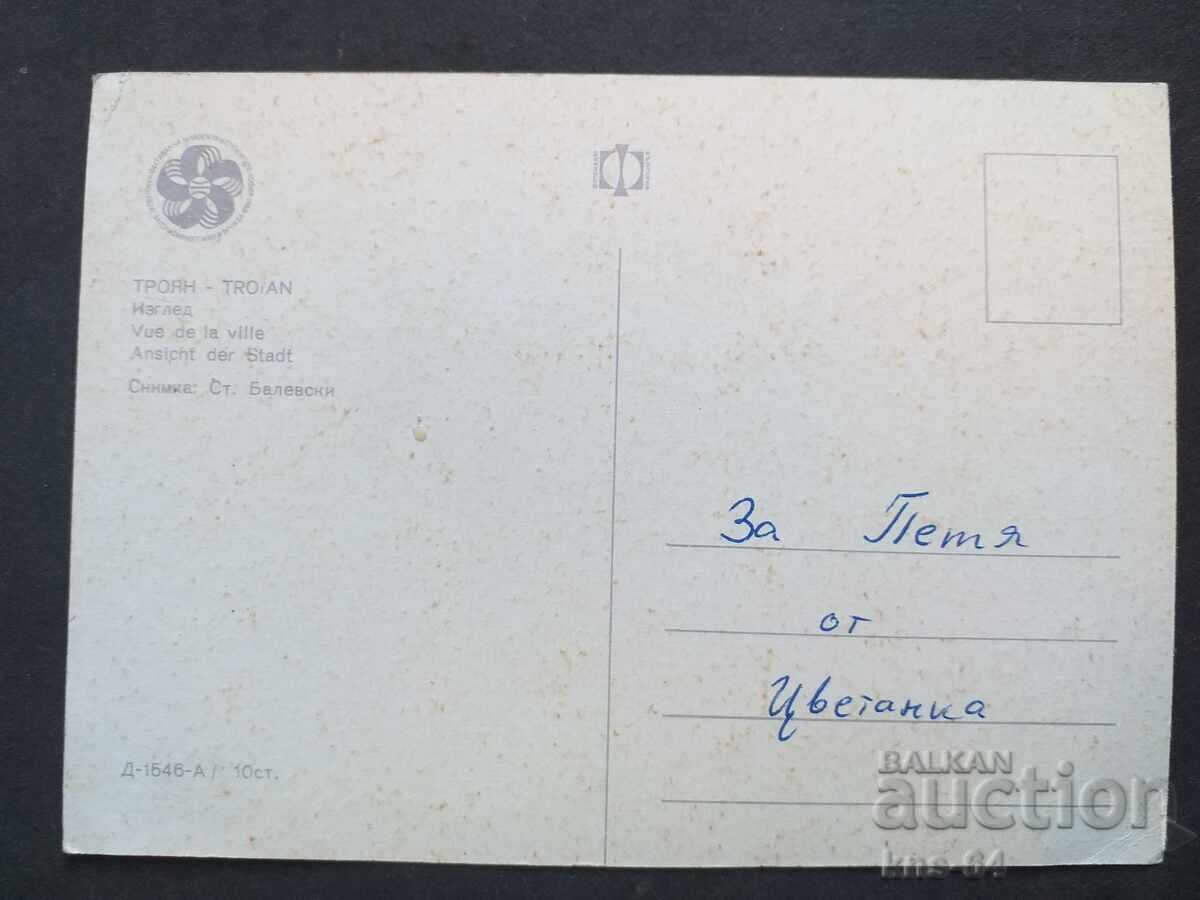 ТРОЯН - TROIAN
Изглед
Vue de la ville
Ansicht der Stadt
Снимка: Ст. Балевски
За Петя
от
Цветанка
Д-1546-А / 10ст.
BALKAN
auction
kns-64